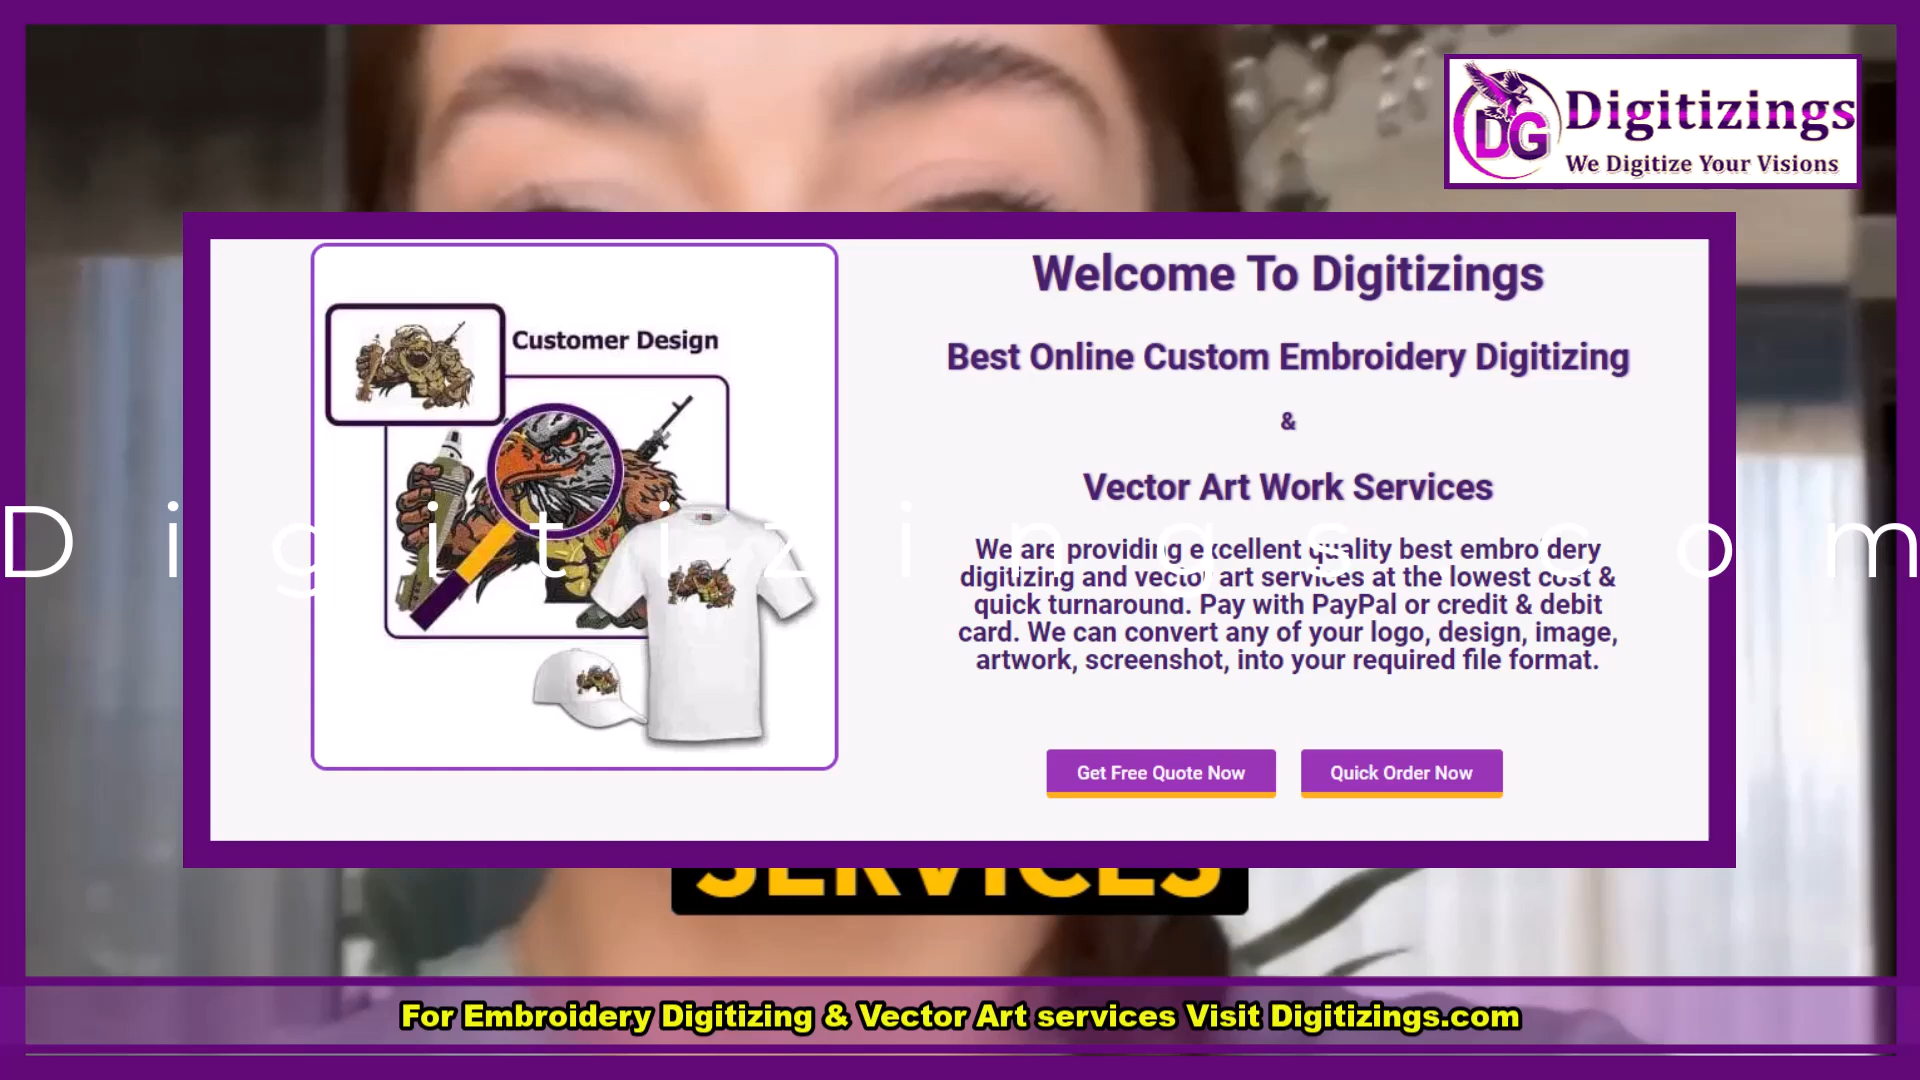 DG Digitizings
We Digitize Your Visions
Welcome To Digitizings
Customer Design
Best Online Custom Embroidery Digitizing
&
Vector Art Work Services
Digitizings.com
We are providing excellent quality best embroidery
digitizing and vector art services at the lowest cost &
quick turnaround. Pay with PayPal or credit & debit
card. We can convert any of your logo, design, image,
artwork, screenshot, into your required file format.
Get Free Quote Now
Quick Order Now
SERVICES
For Embroidery Digitizing & Vector Art services Visit Digitizings.com